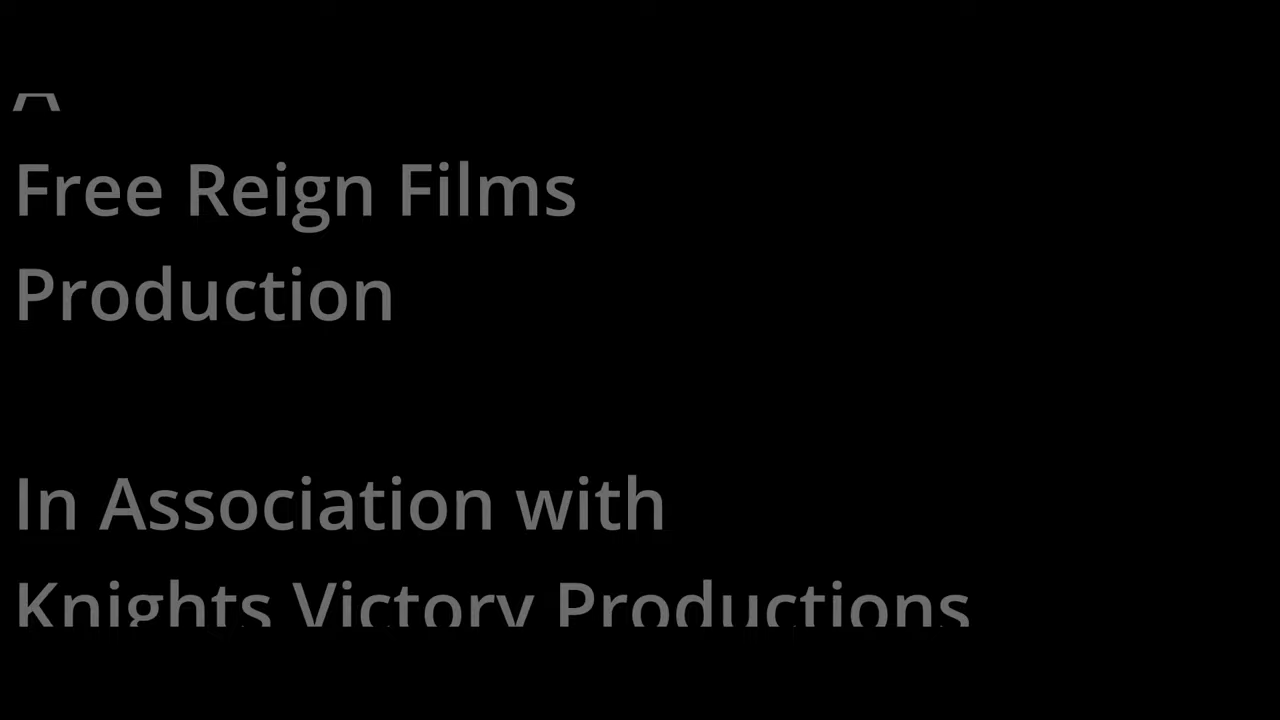 A
Free Reign Films
Production
In Association with
Knights Victory Productions